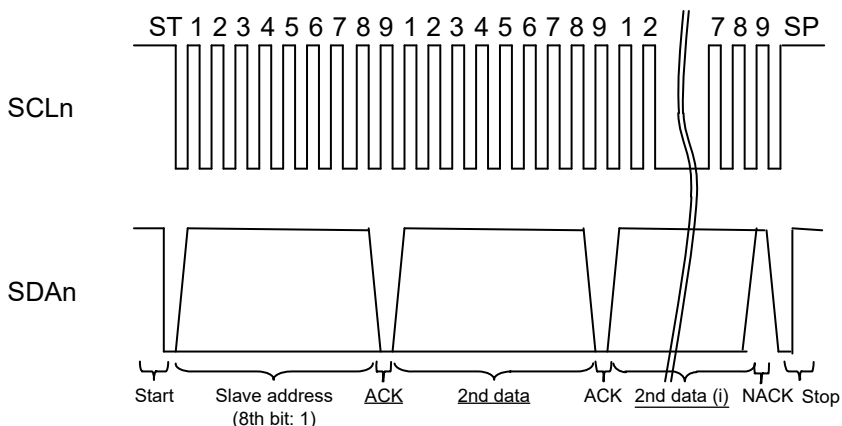 ST 1 2 3 4 5 6 7 8 9 1 2 3 4 5 6 7 8 9 1 2 7 8 9 SP
SCLn
SDAn
Start Slave address ACK 2nd data ACK 2nd data (i) NACK Stop
(8th bit: 1)